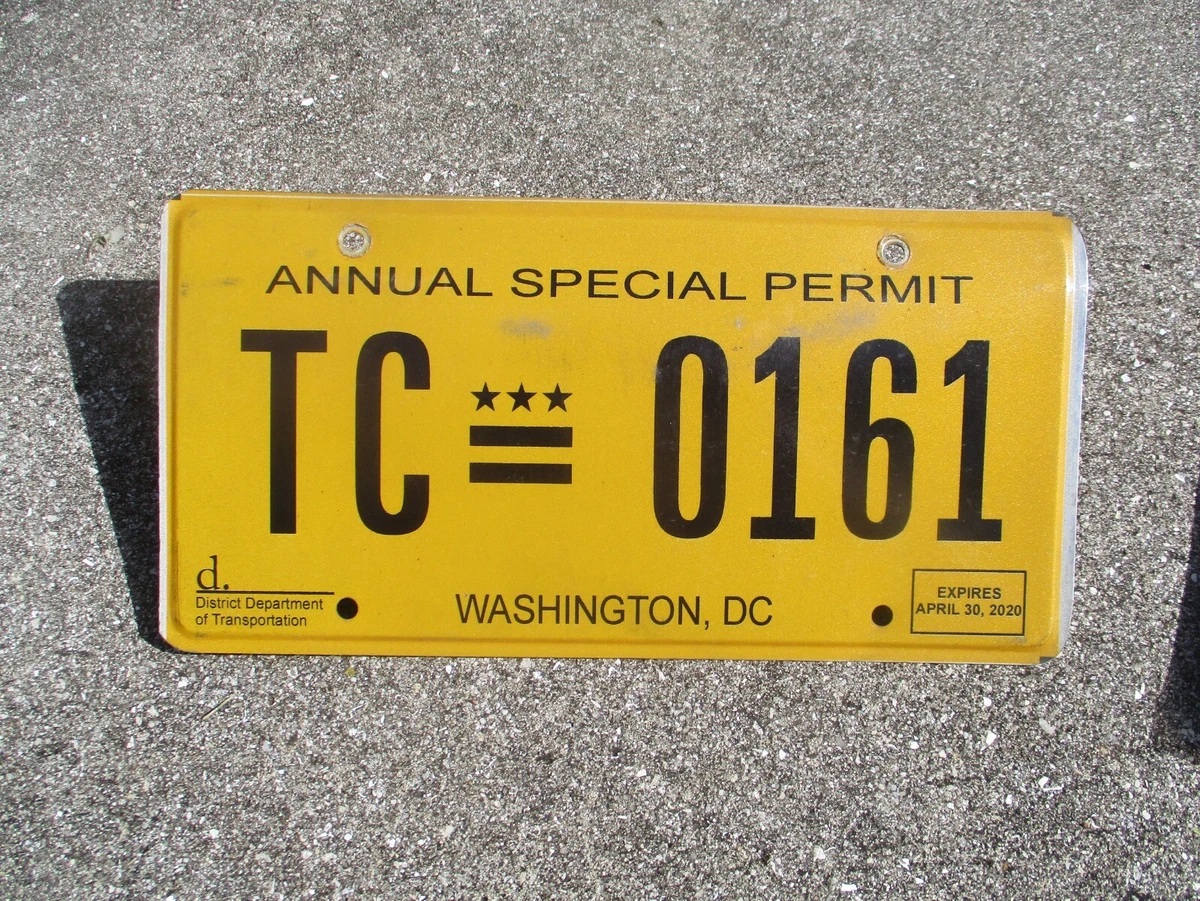 ANNUAL SPECIAL PERMIT
TC 0161
d.
District Department
of Transportation
WASHINGTON, DC
EXPIRES
APRIL 30, 2020